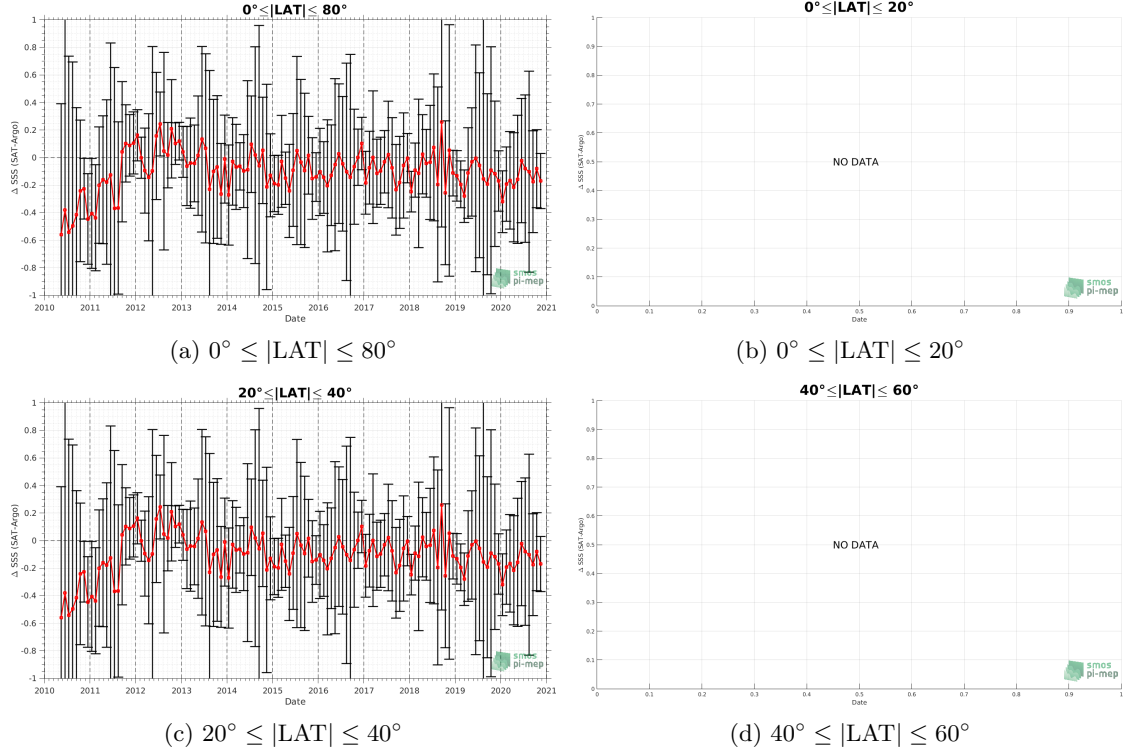 0°≤|LAT|≤ 80°
1
0.8
0.6
0.4
0.2
0
-0.2
-0.4
-0.6
-0.8
-1
Δ SSS (SAT-Argo)
2010 2011 2012 2013 2014 2015 2016 2017 2018 2019 2020 2021
Date
smos
pi-mep
(a) 0° ≤ |LAT| ≤ 80°
0°≤|LAT|≤ 20°
1
0.9
0.8
0.7
0.6
0.5
0.4
0.3
0.2
0.1
0
Δ SSS (SAT-Argo)
NO DATA
0 0.1 0.2 0.3 0.4 0.5 0.6 0.7 0.8 0.9 1
Date
smos
pi-mep
(b) 0° ≤ |LAT| ≤ 20°
20°≤|LAT|≤ 40°
1
0.8
0.6
0.4
0.2
0
-0.2
-0.4
-0.6
-0.8
-1
Δ SSS (SAT-Argo)
2010 2011 2012 2013 2014 2015 2016 2017 2018 2019 2020 2021
Date
smos
pi-mep
(c) 20° ≤ |LAT| ≤ 40°
40°≤|LAT|≤ 60°
1
0.9
0.8
0.7
0.6
0.5
0.4
0.3
0.2
0.1
0
Δ SSS (SAT-Argo)
NO DATA
0 0.1 0.2 0.3 0.4 0.5 0.6 0.7 0.8 0.9 1
Date
smos
pi-mep
(d) 40° ≤ |LAT| ≤ 60°